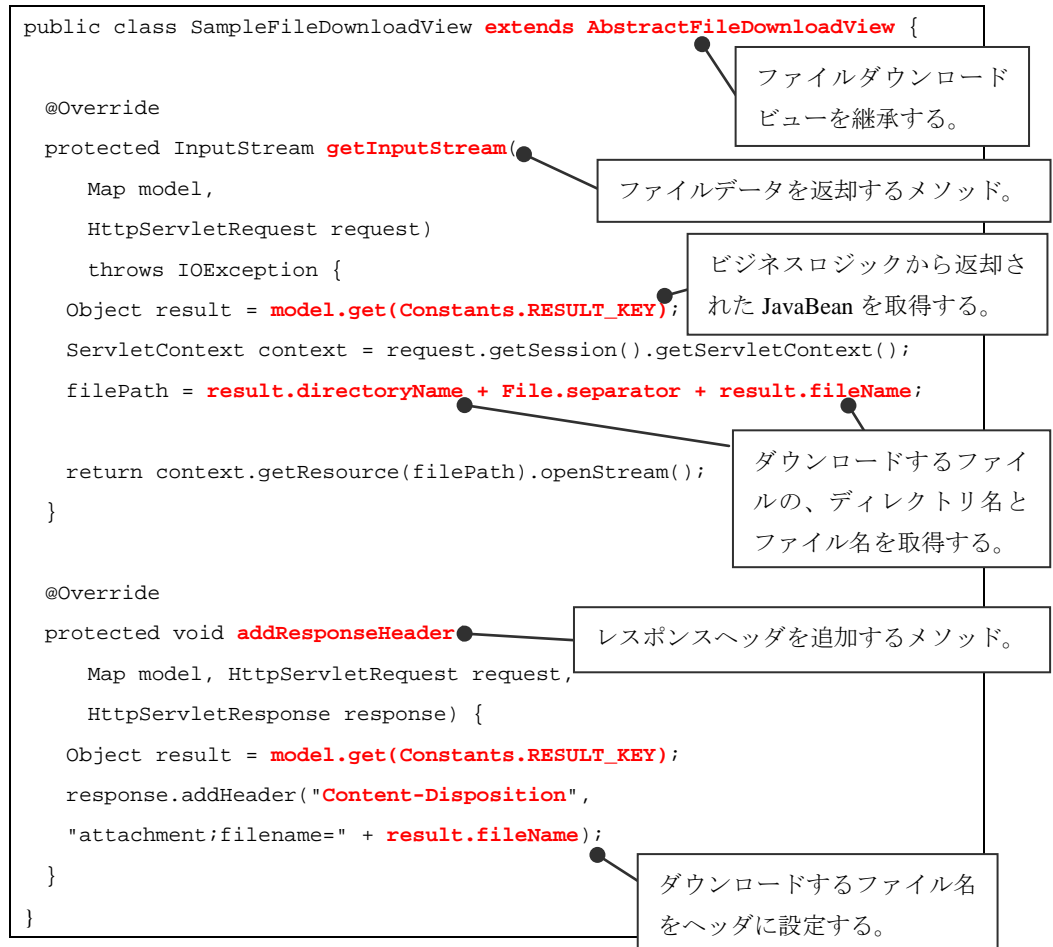 public class SampleFileDownloadView extends AbstractFileDownloadView {
ファイルダウンロード
ビューを継承する。
@Override
protected InputStream getInputStream(
ファイルデータを返却するメソッド。
Map model,
HttpServletRequest request)
throws IOException {
ビジネスロジックから返却さ
れた JavaBean を取得する。
Object result = model.get(Constants.RESULT_KEY);
ServletContext context = request.getSession().getServletContext();
filePath = result.directoryName + File.separator + result.fileName;
ダウンロードするファイ
ルの、ディレクトリ名と
ファイル名を取得する。
return context.getResource(filePath).openStream();
}
@Override
protected void addResponseHeader
レスポンスヘッダを追加するメソッド。
Map model, HttpServletRequest request,
HttpServletResponse response) {
Object result = model.get(Constants.RESULT_KEY);
response.addHeader("Content-Disposition",
"attachment;filename=" + result.fileName);
}
ダウンロードするファイル名
をヘッダに設定する。
}